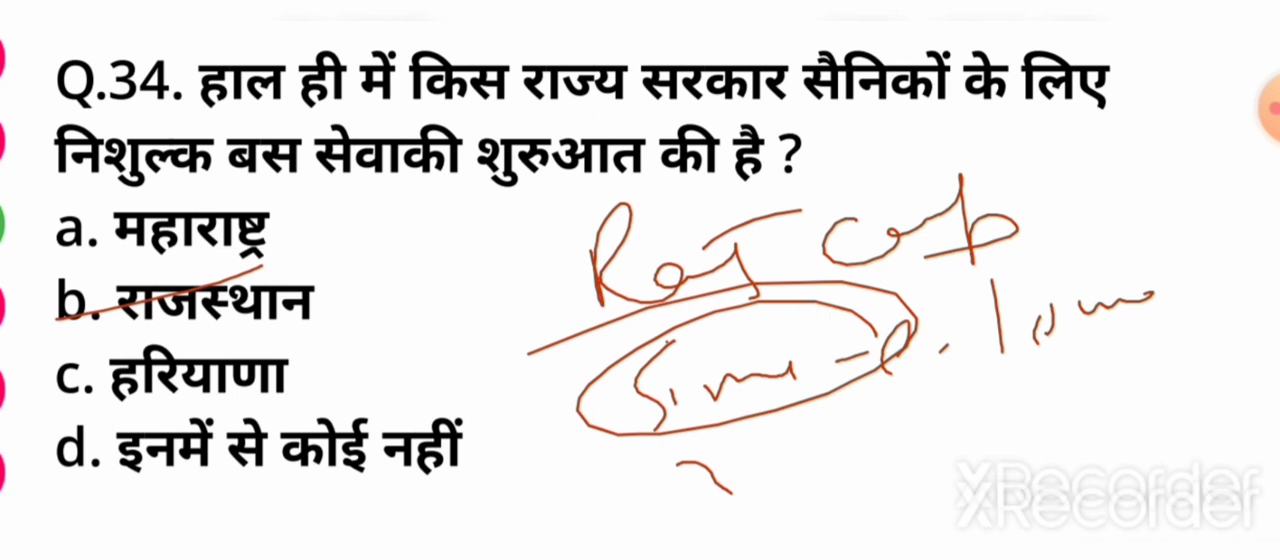 Q.34. हाल ही में किस राज्य सरकार सैनिकों के लिए
निशुल्क बस सेवाकी शुरुआत की है ?
a. महाराष्ट्र
b. राजस्थान
c. हरियाणा
d. इनमें से कोई नहीं
XRecorder